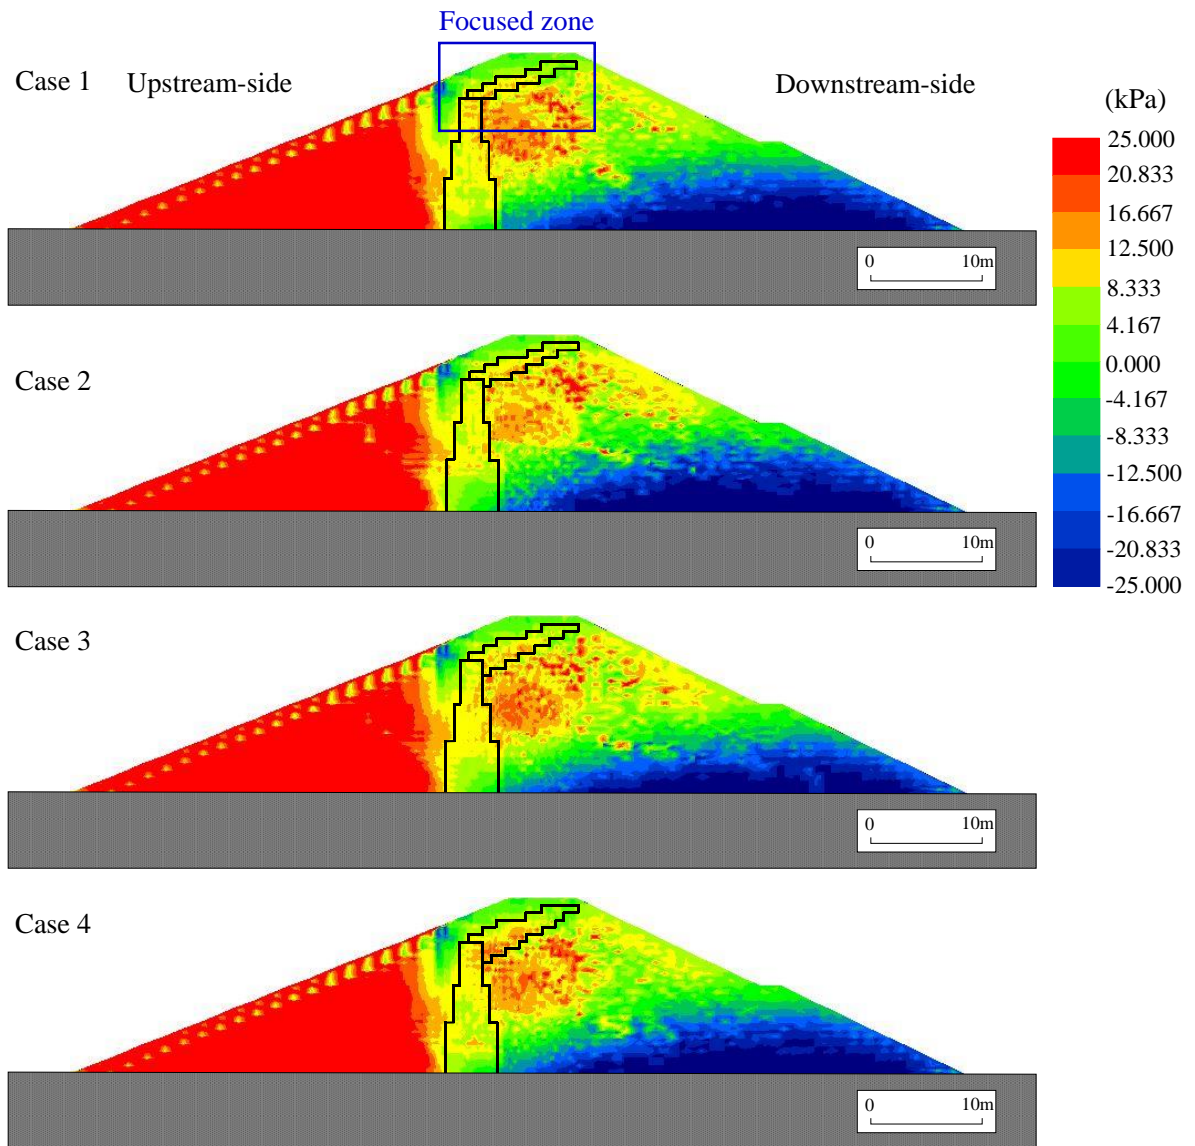 Focused zone
Case 1
Upstream-side
Downstream-side
(kPa)
25.000
20.833
16.667
12.500
8.333
4.167
0.000
-4.167
-8.333
-12.500
-16.667
-20.833
-25.000
0 10m
Case 2
0 10m
Case 3
0 10m
Case 4
0 10m